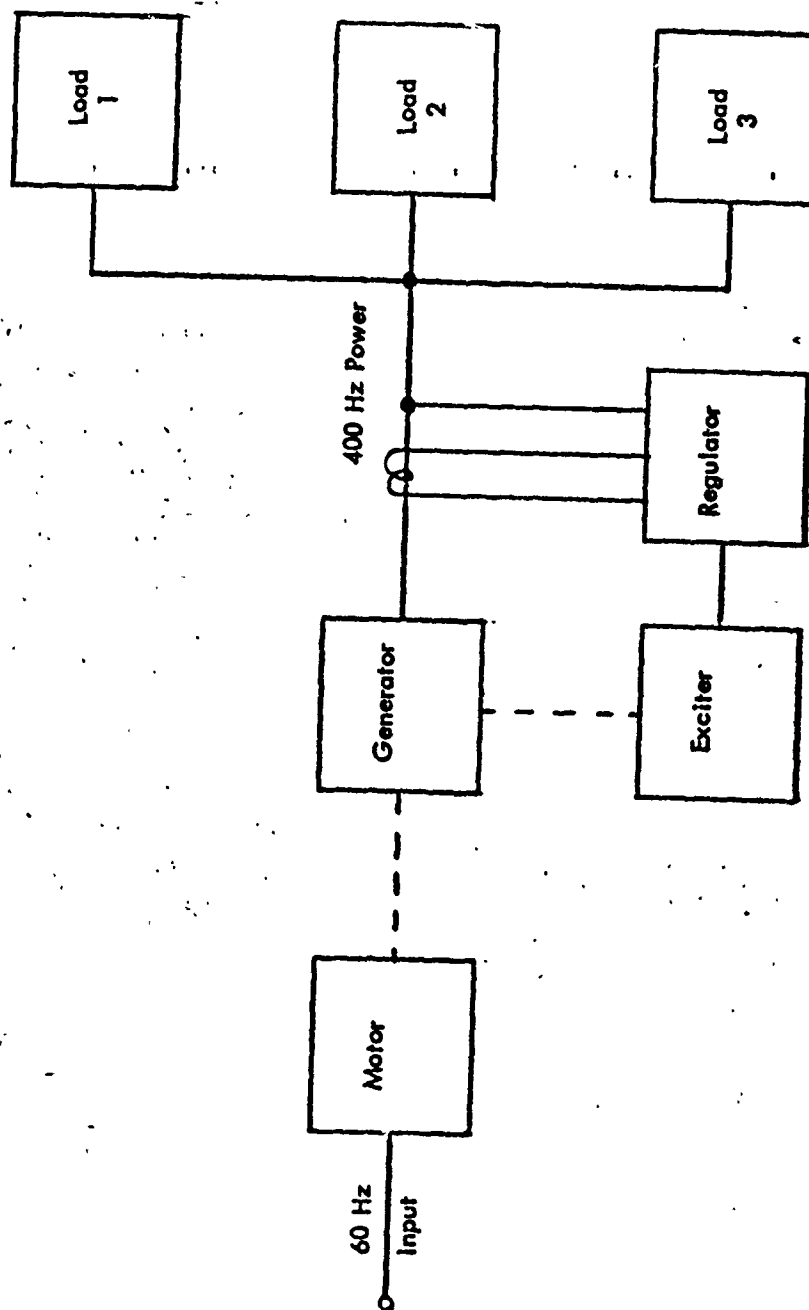 60 Hz
Input
Motor
Generator
400 Hz Power
Exciter
Regulator
Load
1
Load
2
Load
3